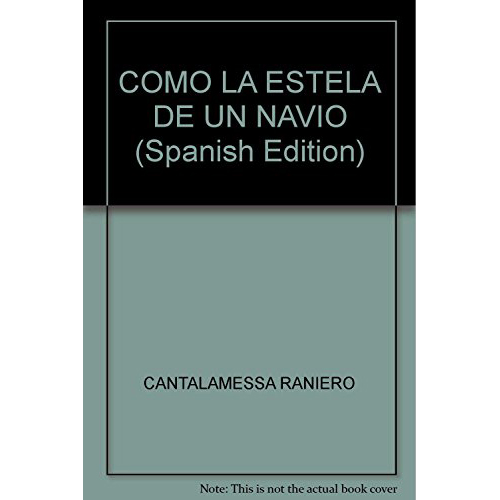 COMO LA ESTELA
DE UN NAVIO
(Spanish Edition)
CANTALAMESSA RANIERO
Note: This is not the actual book cover